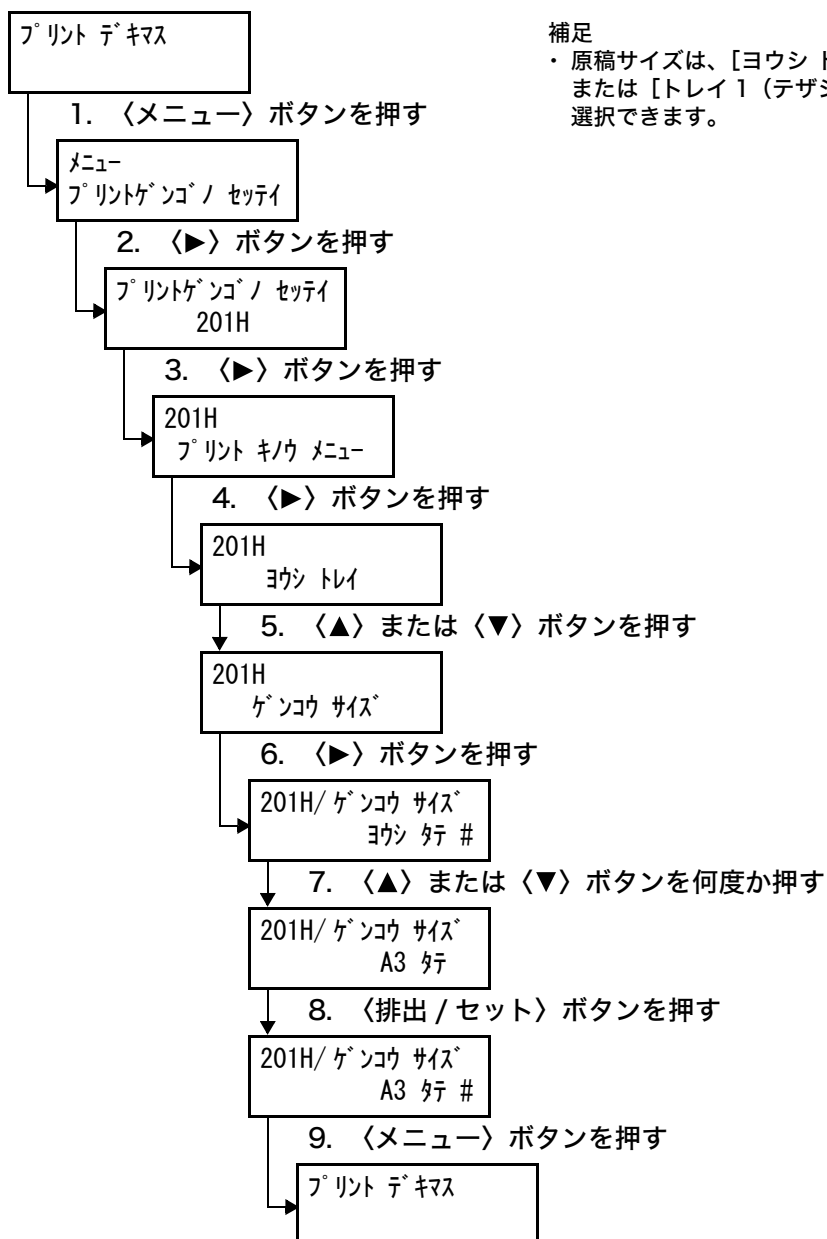 ﾌﾟﾘﾝﾄ ﾃﾞｷﾏｽ
補足
・ 原稿サイズは、［ヨウシ
または［トレイ 1（テザ
選択できます。
1. 〈メニュー〉ボタンを押す
ﾒﾆｭｰ
ﾌﾟﾘﾝﾄｹﾞﾝｺﾞﾉ ｾｯﾃｲ
2. 〈▶〉ボタンを押す
ﾌﾟﾘﾝﾄｹﾞﾝｺﾞﾉ ｾｯﾃｲ
201H
3. 〈▶〉ボタンを押す
201H
ﾌﾟﾘﾝﾄ ｷﾉｳ ﾒﾆｭｰ
4. 〈▶〉ボタンを押す
201H
ﾖｳｼ ﾄﾚｲ
5. 〈▲〉または〈▼〉ボタンを押す
201H
ｹﾞﾝｺｳ ｻｲｽﾞ
6. 〈▶〉ボタンを押す
201H/ｹﾞﾝｺｳ ｻｲｽﾞ
ﾖｳｼ ﾀﾃ #
7. 〈▲〉または〈▼〉ボタンを何度か押す
201H/ｹﾞﾝｺｳ ｻｲｽﾞ
A3 ﾀﾃ
8. 〈排出 / セット〉ボタンを押す
201H/ｹﾞﾝｺｳ ｻｲｽﾞ
A3 ﾀﾃ #
9. 〈メニュー〉ボタンを押す
ﾌﾟﾘﾝﾄ ﾃﾞｷﾏｽ